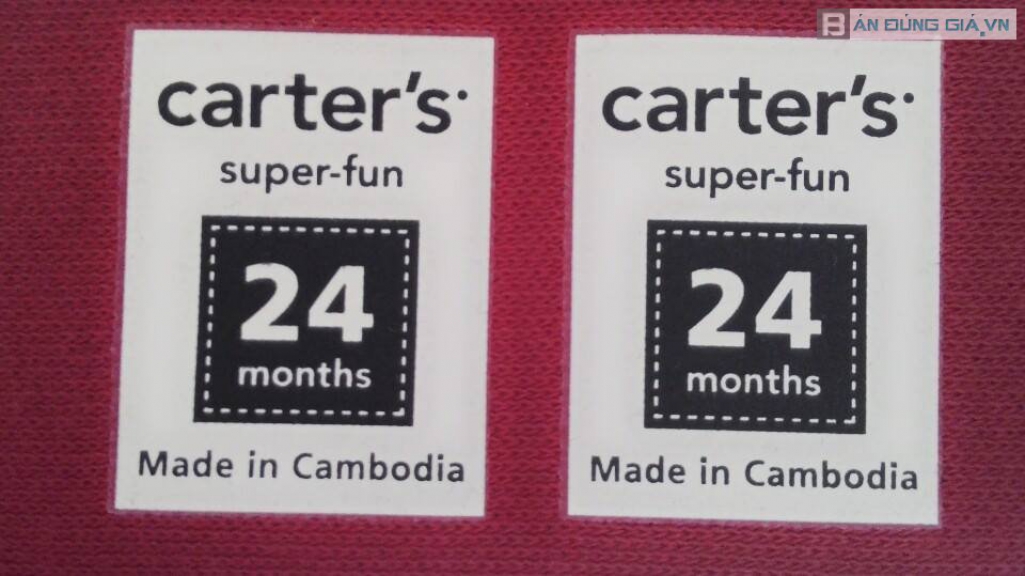 BÁN ĐÚNG GIÁ.VN
carter's
super-fun
24
months
Made in Cambodia
carter's
super-fun
24
months
Made in Cambodia